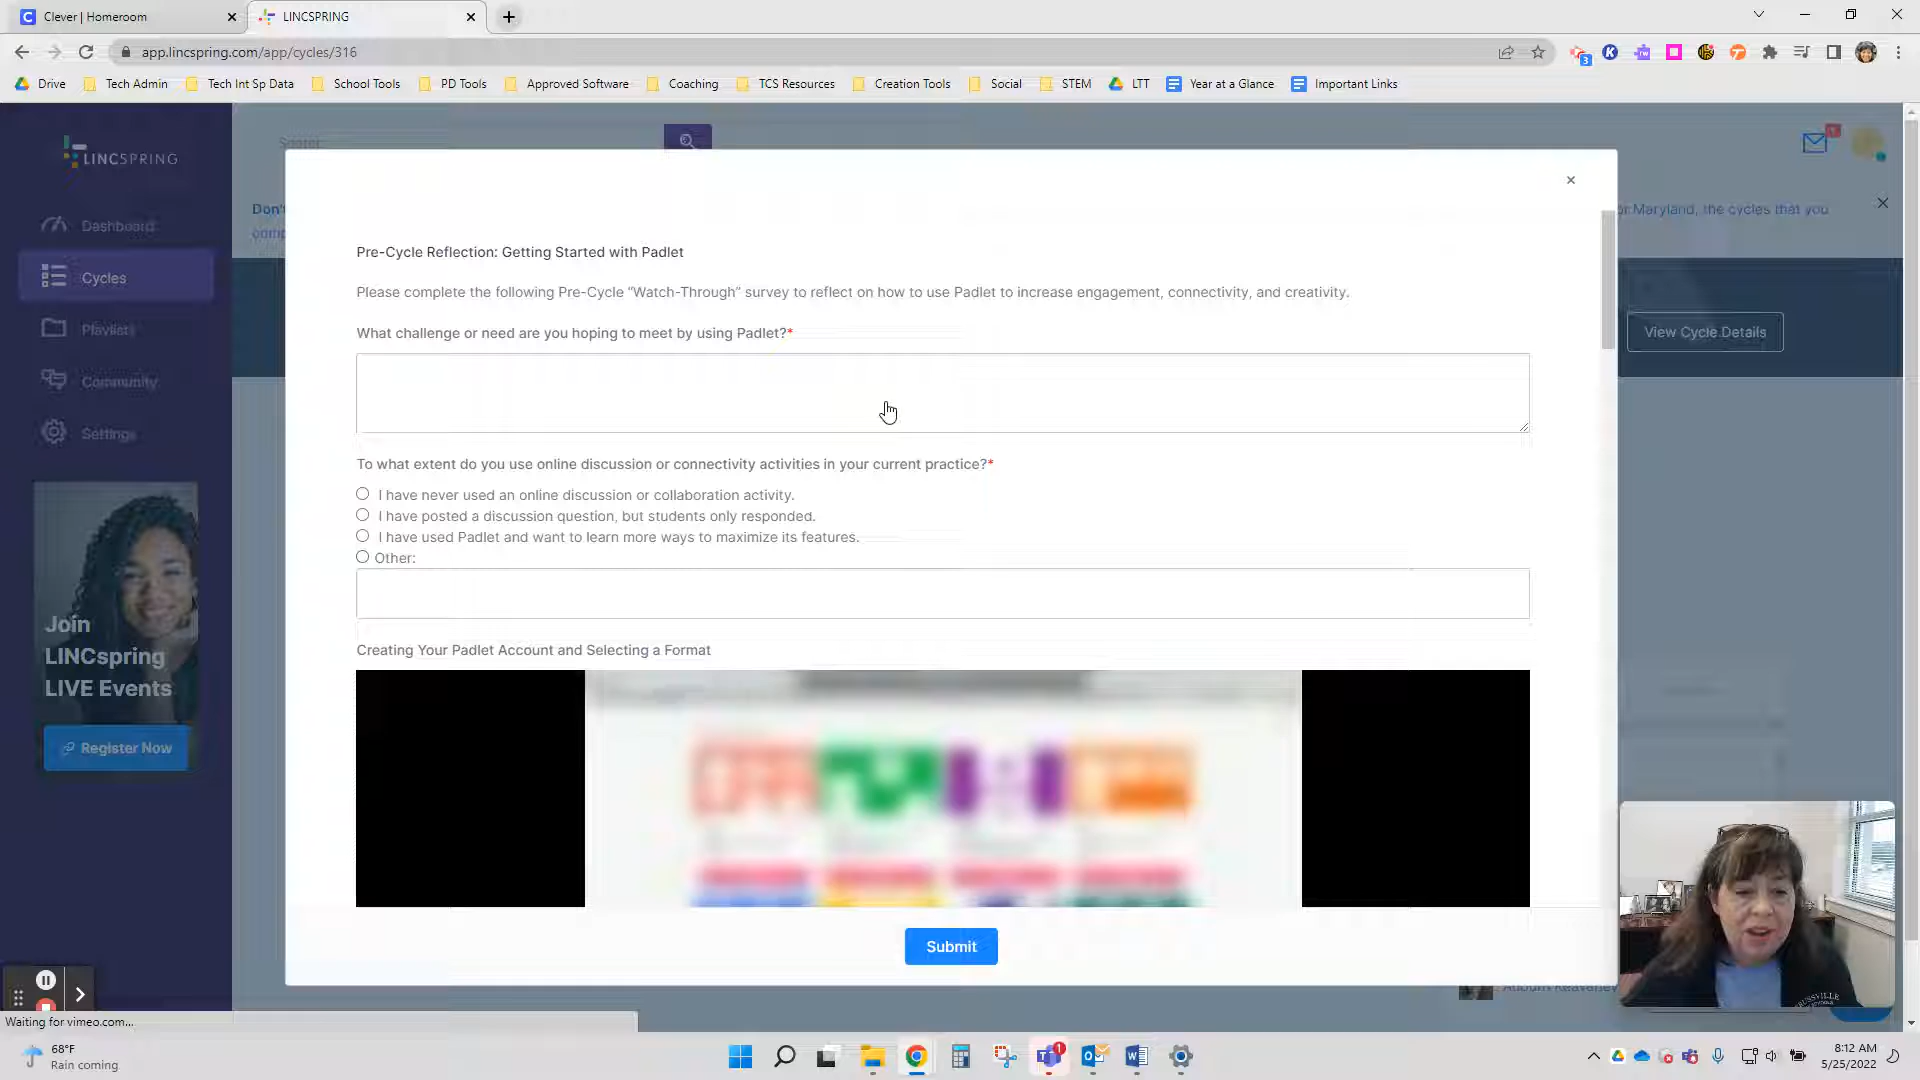 Clever | Homeroom
LINCSPRING
app.lincspring.com/app/cycles/316
3
Drive
Tech Admin
Tech Int Sp Data
School Tools
PD Tools
Approved Software
Coaching
TCS Resources
Creation Tools
Social
STEM
LTT
Year at a Glance
Important Links
LINCSPRING
Search
Dashboard
Cycles
Playlists
Community
Settings
Join
LINCspring
LIVE Events
Register Now
Don't
or Maryland, the cycles that you
comp
View Cycle Details
Pre-Cycle Reflection: Getting Started with Padlet
Please complete the following Pre-Cycle “Watch-Through” survey to reflect on how to use Padlet to increase engagement, connectivity, and creativity.
What challenge or need are you hoping to meet by using Padlet?*
To what extent do you use online discussion or connectivity activities in your current practice?*
I have never used an online discussion or collaboration activity.
I have posted a discussion question, but students only responded.
I have used Padlet and want to learn more ways to maximize its features.
Other:
Creating Your Padlet Account and Selecting a Format
Submit
Waiting for vimeo.com...
68°F
Rain coming
1
8:12 AM
5/25/2022